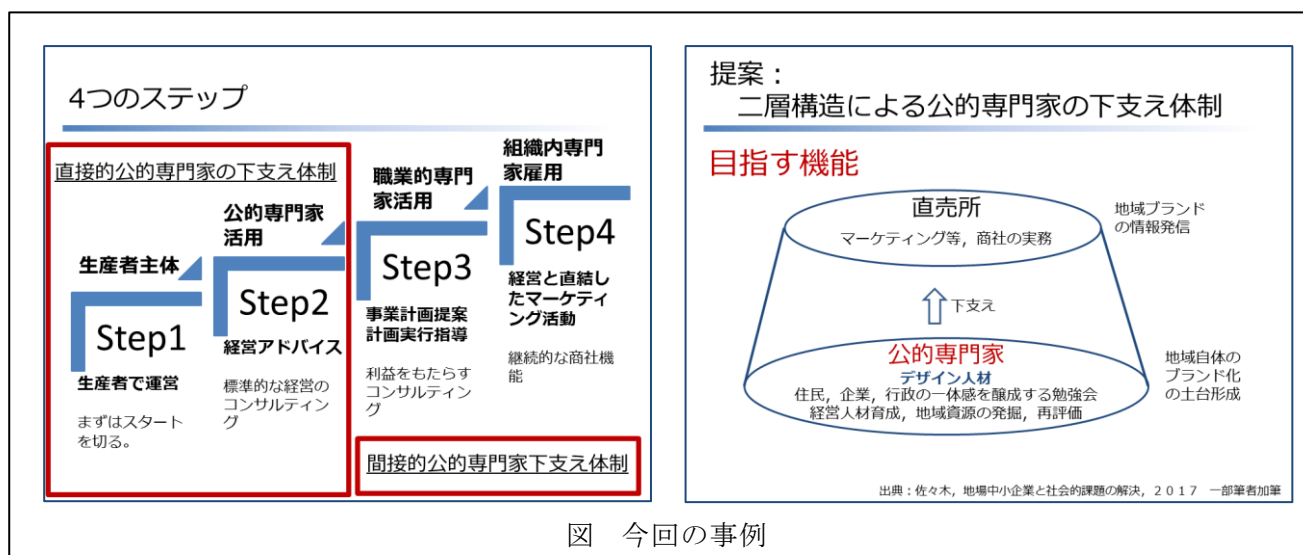 4つのステップ
直接的公的専門家の下支え体制
生産者主体
Step1
生産者で運営
まずはスタート
を切る。
公的専門家
活用
Step2
経営アドバイス
標準的な経営の
コンサルティン
グ
職業的専門
家活用
Step3
事業計画提案
計画実行指導
利益をもたらす
コンサルティン
グ
組織内専門
家雇用
Step4
経営と直結し
たマーケティ
ング活動
継続的な商社機
能
間接的公的専門家下支え体制
提案：
二層構造による公的専門家の下支え体制
目指す機能
直売所
マーケティング等，商社の実務
地域ブランド
の情報発信
下支え
公的専門家
デザイン人材
住民，企業，行政の一体感を醸成する勉強会
経営人材育成，地域資源の発掘，再評価
地域自体の
ブランド化
の土台形成
出典：佐々木，地場中小企業と社会的課題の解決，２０１７　一部筆者加筆
図　今回の事例